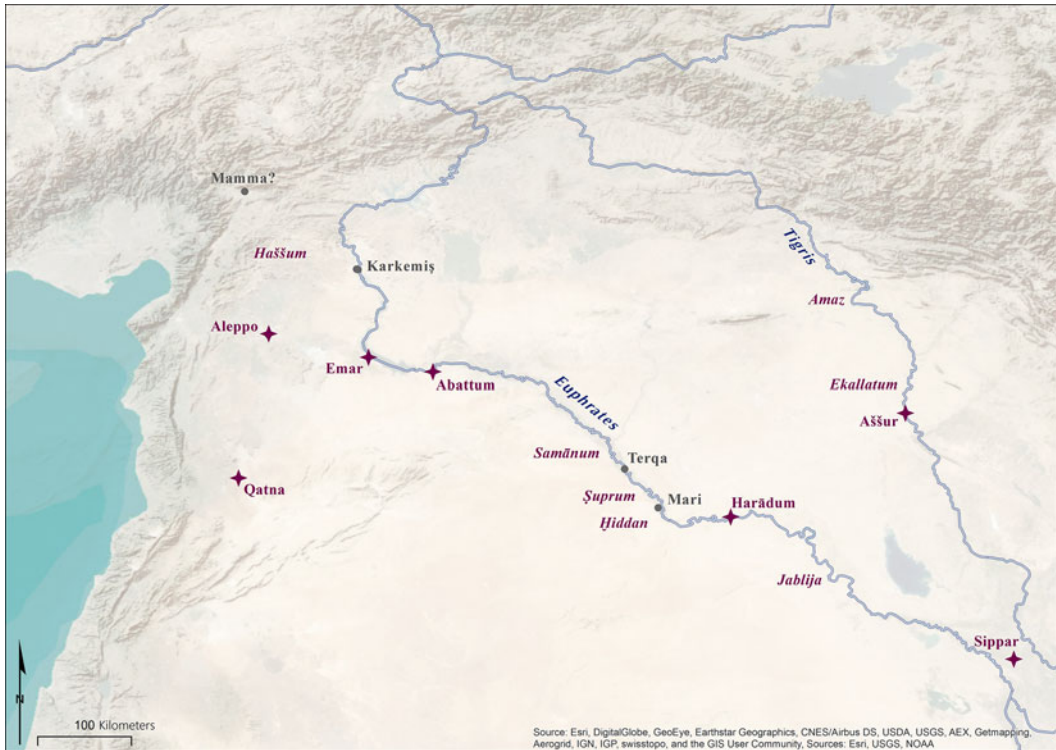 Mamma?
Tigris
Haššum
Karkemiş
Amaz
Aleppo
Emar
Abattum
Ekallatum
Euphrates
Aššur
Samānum
Terqa
Qatna
Ṣuprum
Mari
Harādum
Ḫiddan
Jablija
Sippar
N
100 Kilometers
Source: Esri, DigitalGlobe, GeoEye, Earthstar Geographics, CNES/Airbus DS, USDA, USGS, AEX, Getmapping,
Aerogrid, IGN, IGP, swisstopo, and the GIS User Community, Sources: Esri, USGS, NOAA